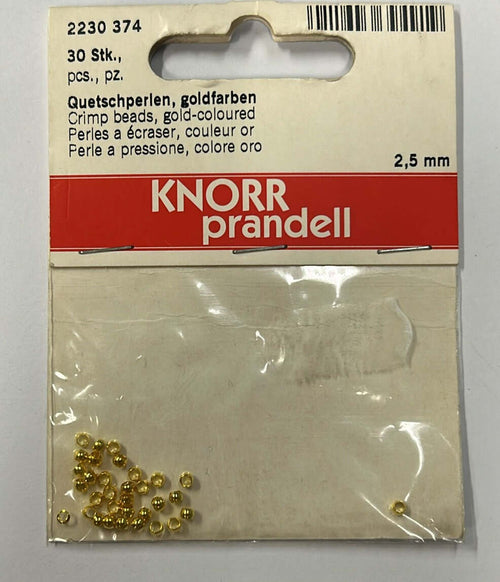 2230 374
30 Stk.,
pcs., pz.
Quetschperlen, goldfarben
Crimp beads, gold-coloured
Perles a écraser, couleur or
Perle a pressione, colore oro
2,5 mm
KNORR
prandell